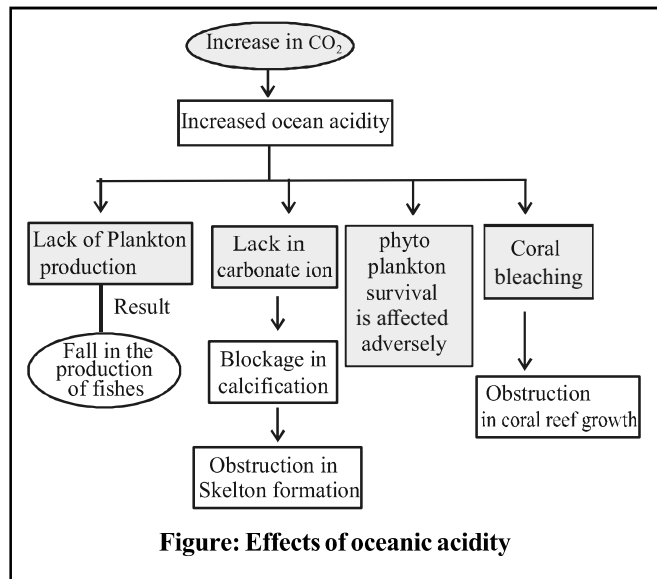 Increase in CO₂
Increased ocean acidity
Lack of Plankton
production
Result
Fall in the
production
of fishes
Lack in
carbonate ion
Blockage in
calcification
Obstruction in
Skelton formation
phyto
plankton
survival
is affected
adversely
Coral
bleaching
Obstruction
in coral reef growth
Figure: Effects of oceanic acidity